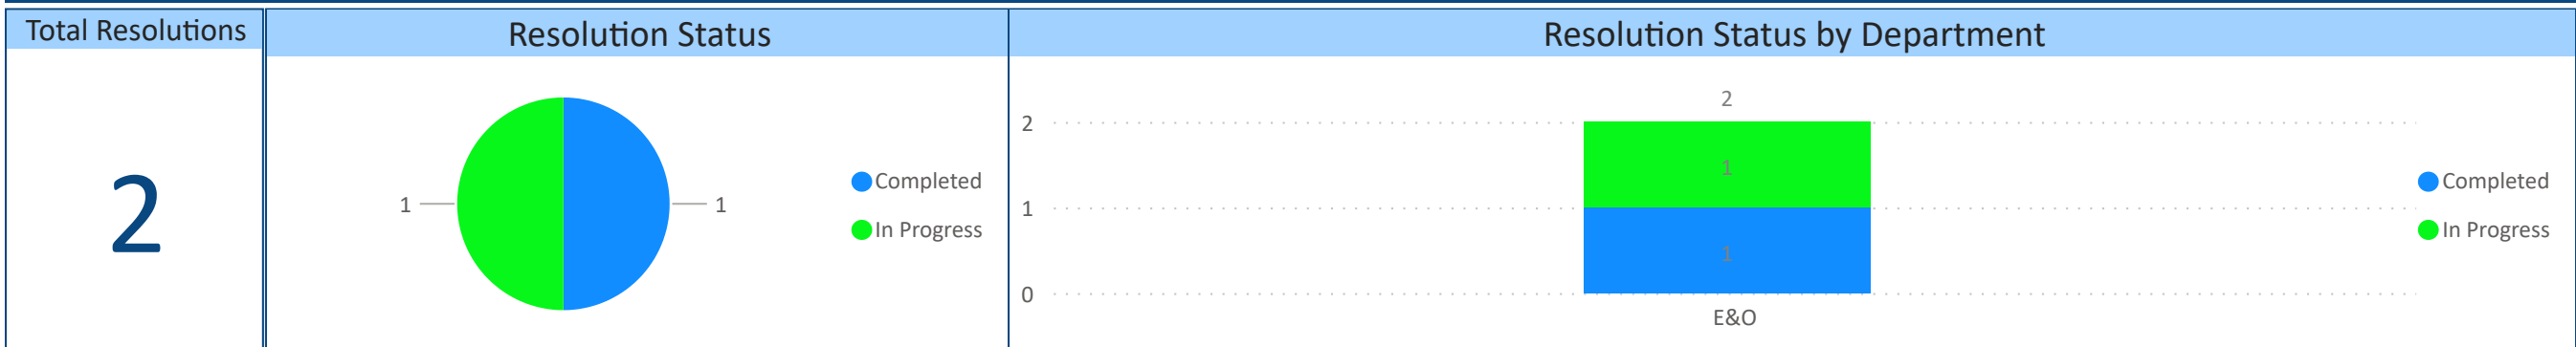 Total Resolutions
2
Resolution Status
1
1
Completed
In Progress
Resolution Status by Department
2
2
1
0
1
1
E&O
Completed
In Progress